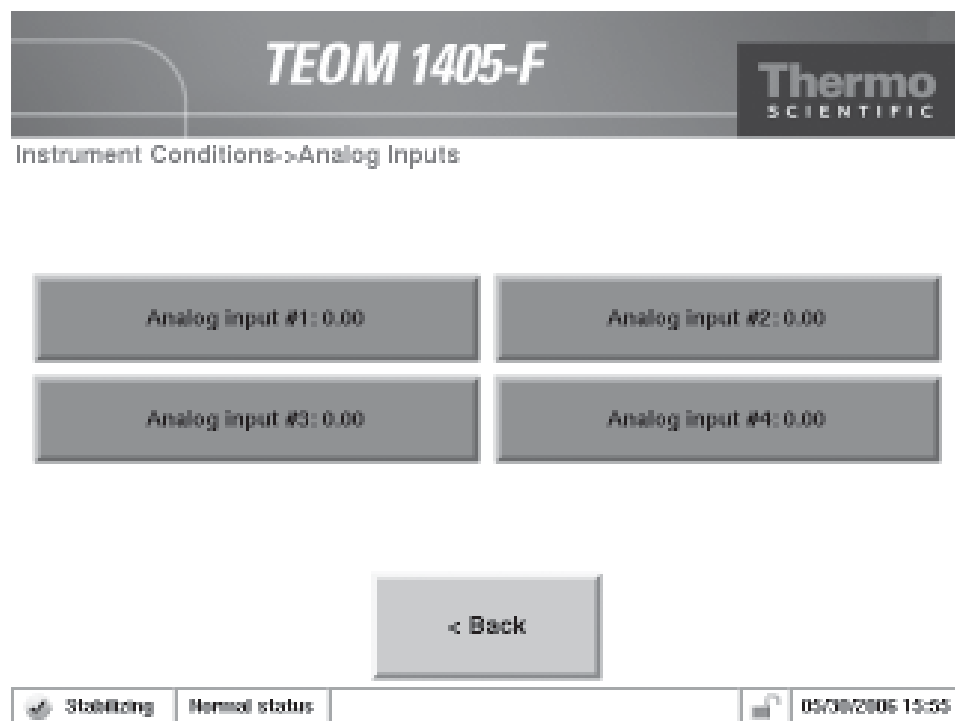 TEOM 1405-F
Thermo
SCIENTIFIC
Instrument Conditions->Analog Inputs
Analog input #1: 0.00
Analog input #2: 0.00
Analog input #3: 0.00
Analog input #4: 0.00
< Back
Stabilizing
Normal status
05/30/2006 15:55